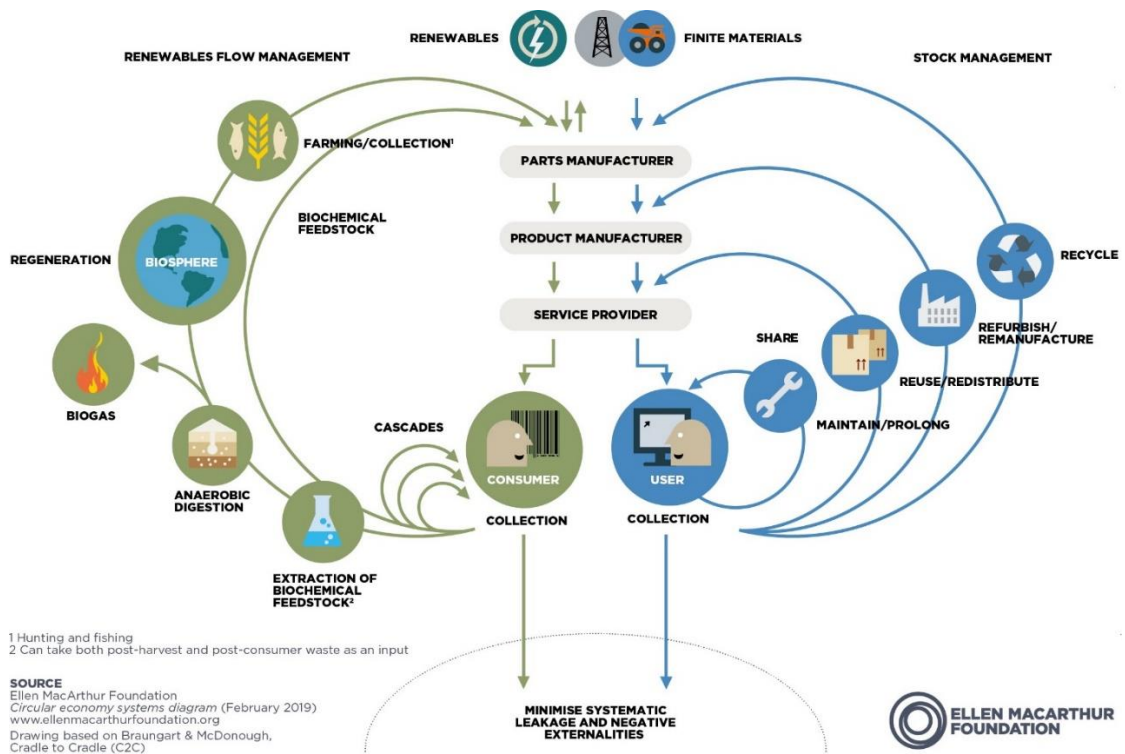 RENEWABLES
FINITE MATERIALS
RENEWABLES FLOW MANAGEMENT
STOCK MANAGEMENT
FARMING/COLLECTION¹
PARTS MANUFACTURER
BIOCHEMICAL
FEEDSTOCK
PRODUCT MANUFACTURER
REGENERATION
BIOSPHERE
RECYCLE
SERVICE PROVIDER
SHARE
REFURBISH/
REMANUFACTURE
REUSE/REDISTRIBUTE
BIOGAS
CASCADES
MAINTAIN/PROLONG
CONSUMER
USER
ANAEROBIC
DIGESTION
COLLECTION
COLLECTION
EXTRACTION OF
BIOCHEMICAL
FEEDSTOCK²
1 Hunting and fishing
2 Can take both post-harvest and post-consumer waste as an input
SOURCE
Ellen MacArthur Foundation
Circular economy systems diagram (February 2019)
www.ellenmacarthurfoundation.org
Drawing based on Braungart & McDonough,
Cradle to Cradle (C2C)
MINIMISE SYSTEMATIC
LEAKAGE AND NEGATIVE
EXTERNALITIES
ELLEN MACARTHUR
FOUNDATION